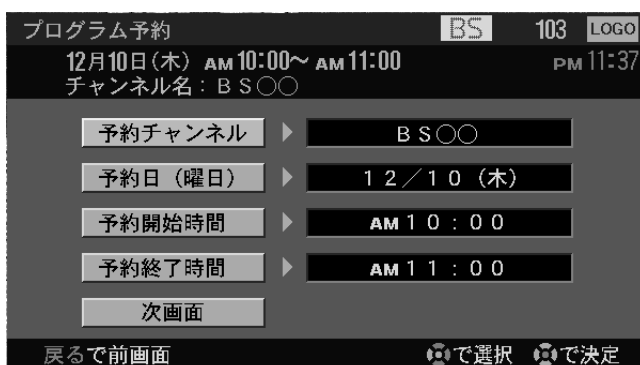 プログラム予約 BS 103 LOGO
12月10日(木) AM 10:00~ AM 11:00 PM 11:37
チャンネル名:BS○○
予約チャンネル BS○○
予約日(曜日) 12/10(木)
予約開始時間 AM 10:00
予約終了時間 AM 11:00
次画面
戻るで前画面 で選択 で決定